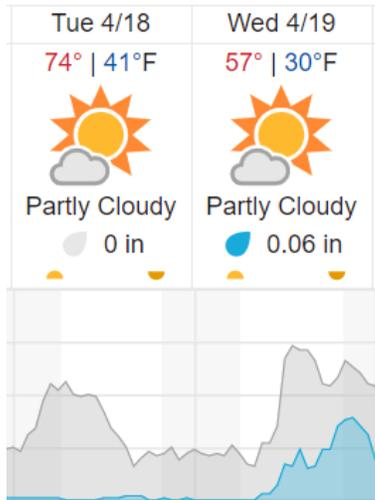 Tue 4/18
Wed 4/19
74° | 41°F
57° | 30°F
Partly Cloudy
Partly Cloudy
0 in
0.06 in